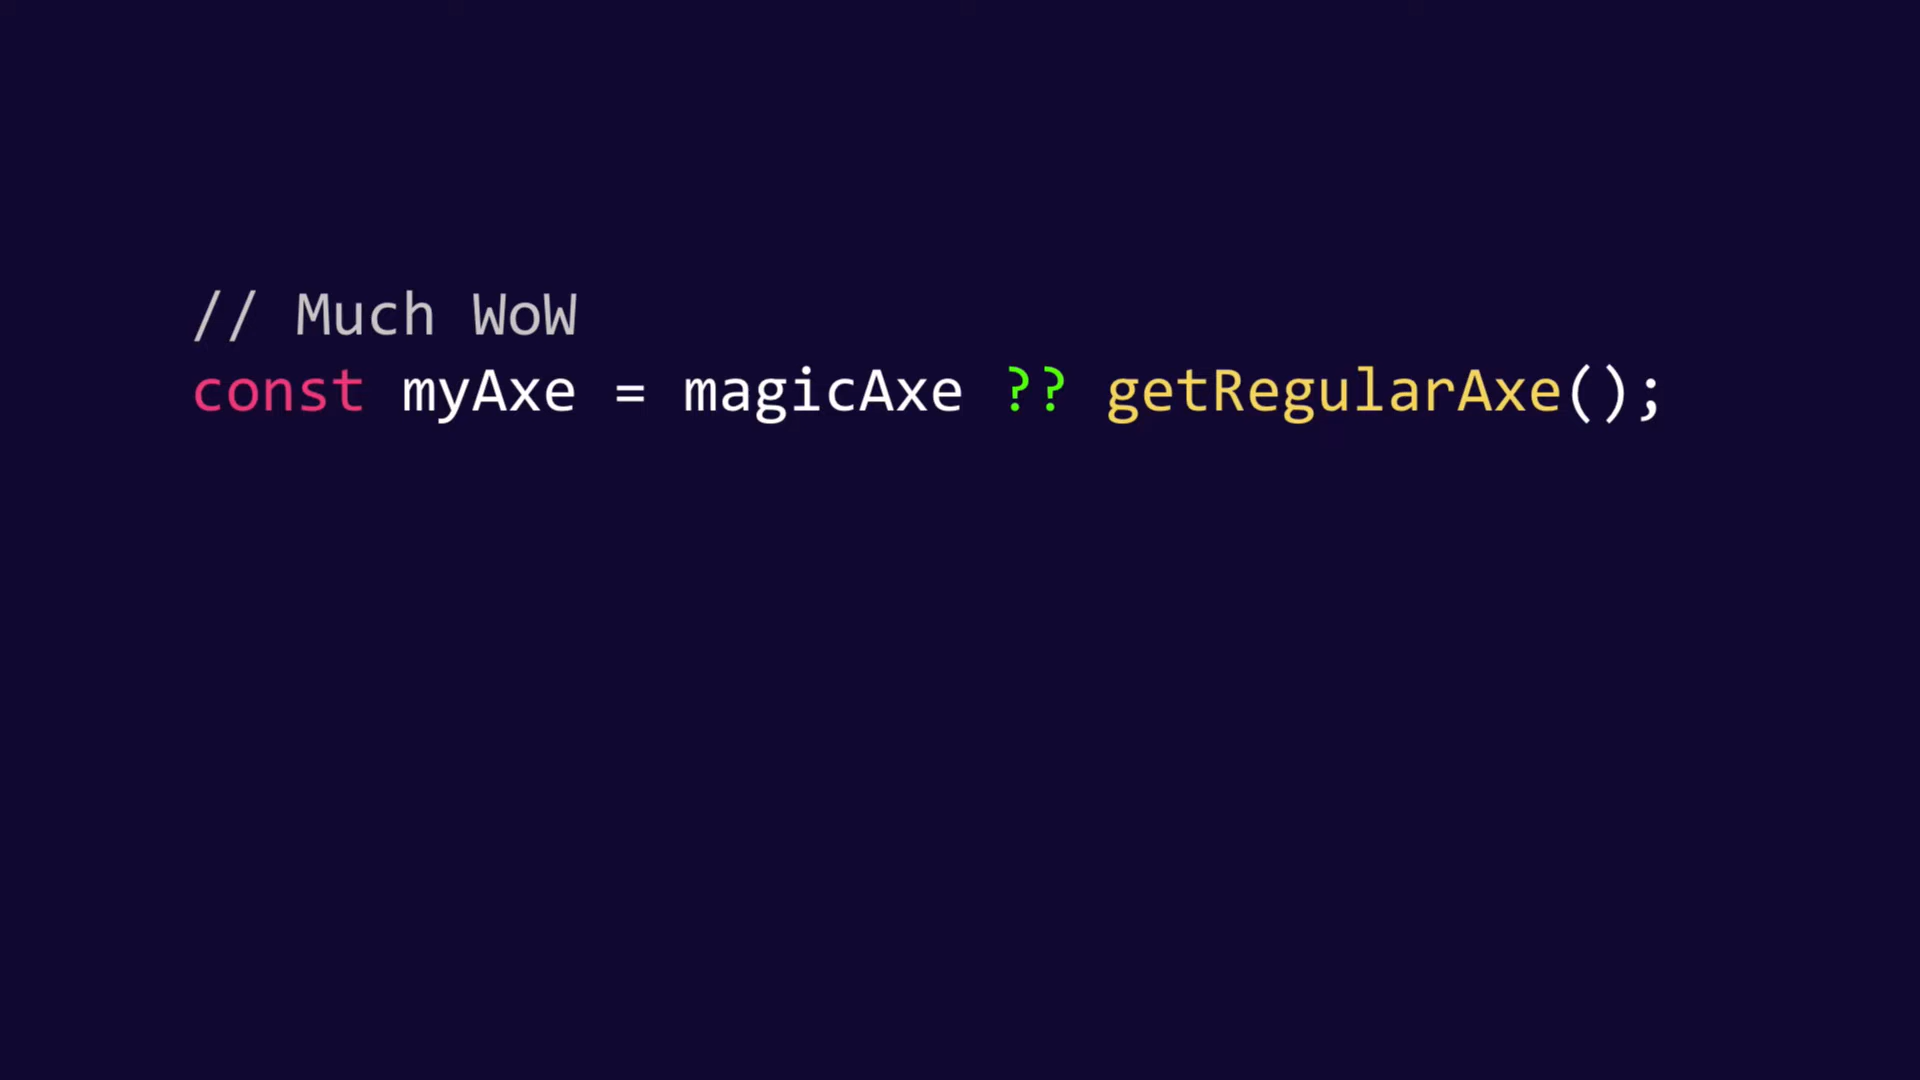 // Much WoW
const myAxe = magicAxe ?? getRegularAxe();